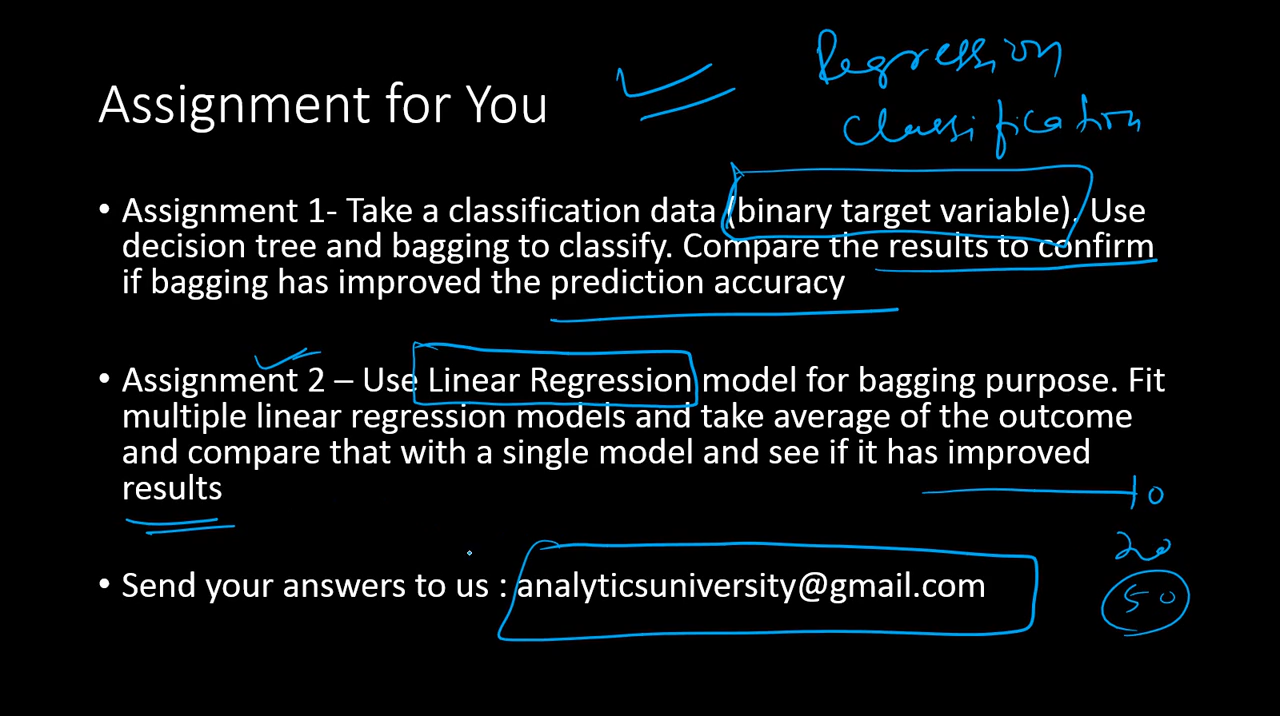 Regression
Assignment for You
classification
• Assignment 1- Take a classification data (binary target variable). Use
decision tree and bagging to classify. Compare the results to confirm
if bagging has improved the prediction accuracy
• Assignment 2 – Use Linear Regression model for bagging purpose. Fit
multiple linear regression models and take average of the outcome
and compare that with a single model and see if it has improved
results
10
20
• Send your answers to us : analyticsuniversity@gmail.com
50